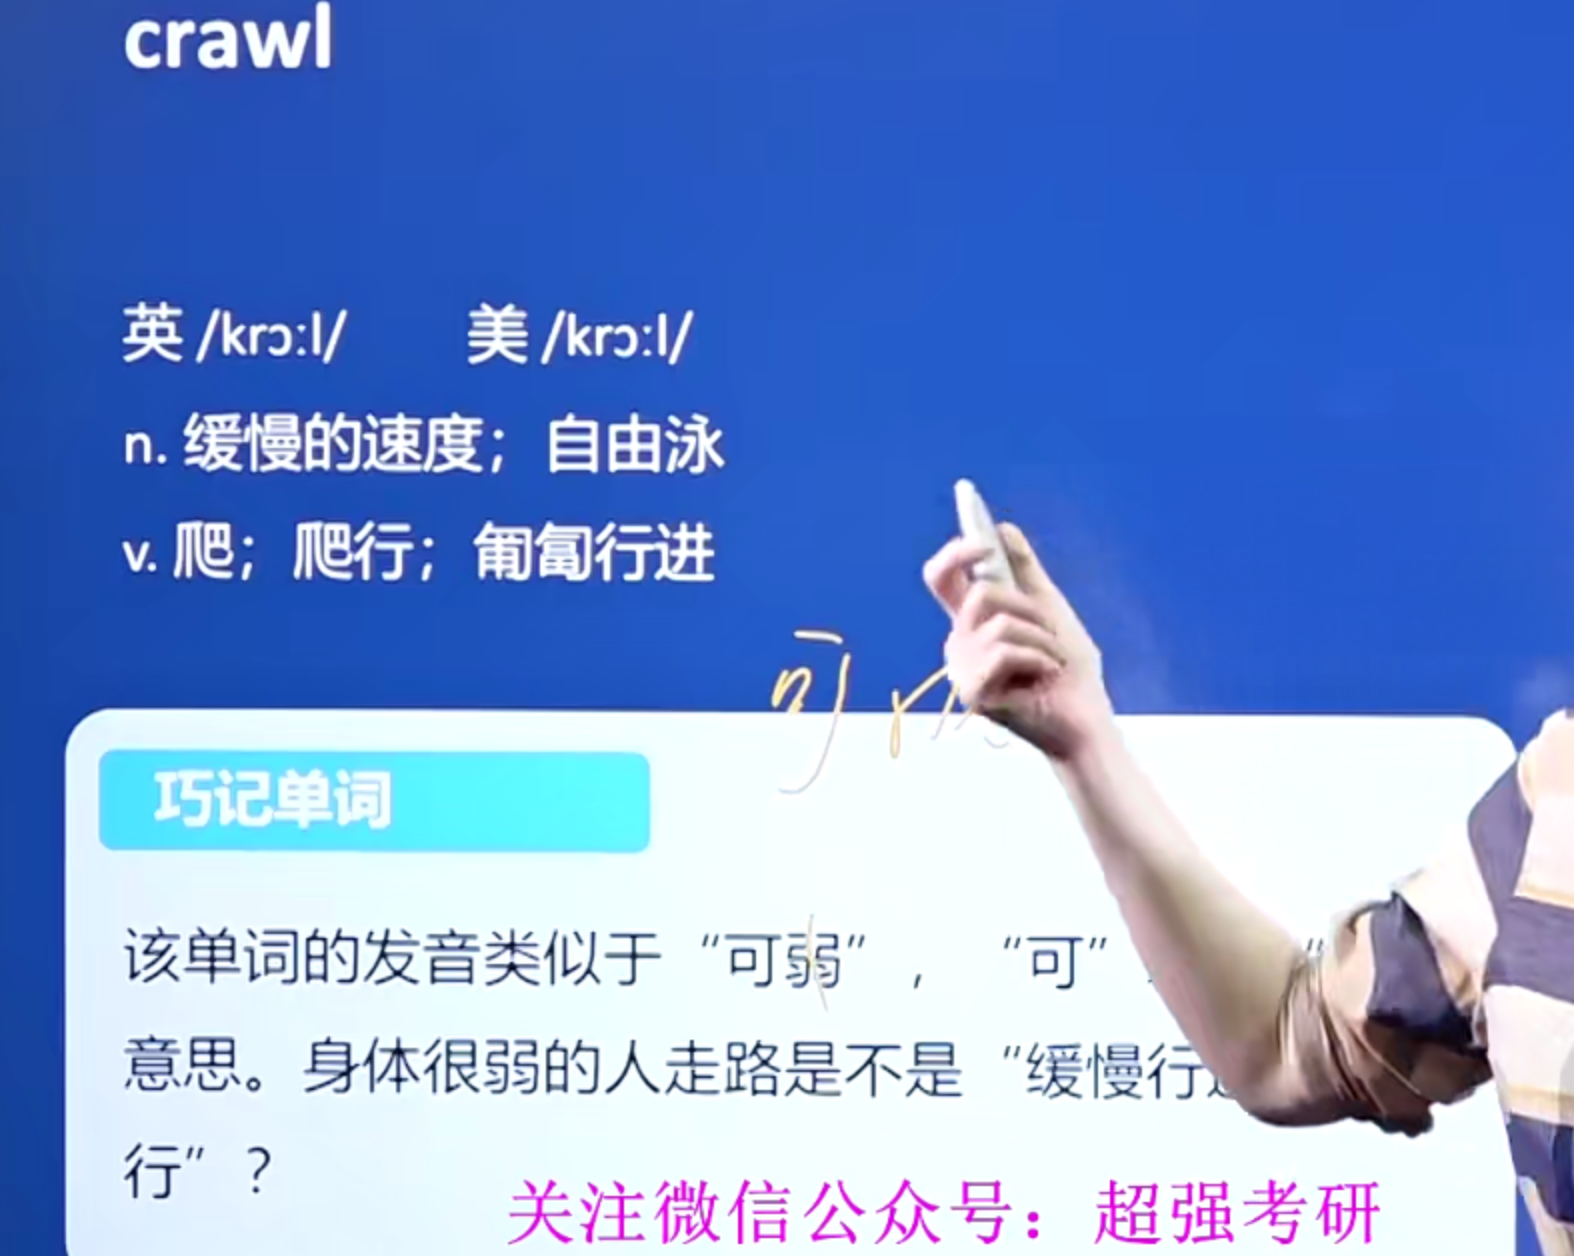 crawl
英 /krɔːl/ 美 /krɔːl/
n. 缓慢的速度；自由泳
v. 爬；爬行；匍匐行进
可
巧记单词
该单词的发音类似于“可弱”，“可”
意思。身体很弱的人走路是不是“缓慢行
行”？
关注微信公众号：超强考研